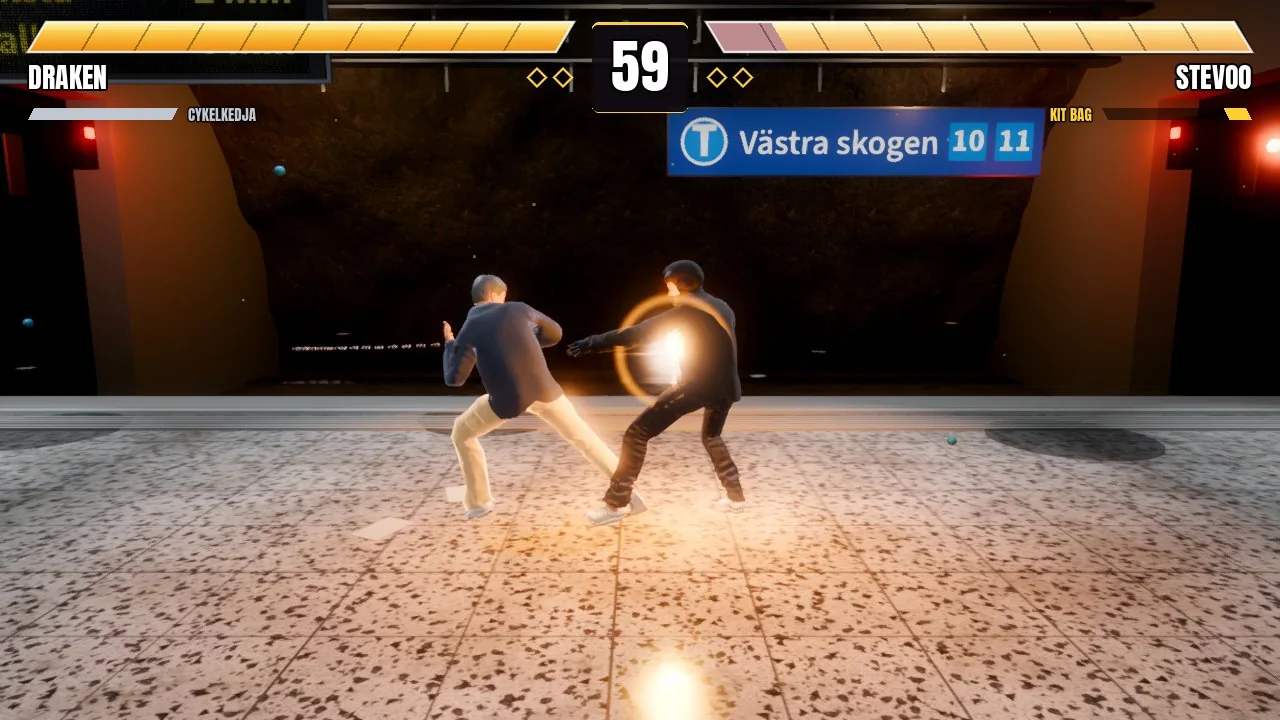 DRAKEN
59
STEVOO
CYKELKEDJA
KIT BAG
T Västra skogen 10 11